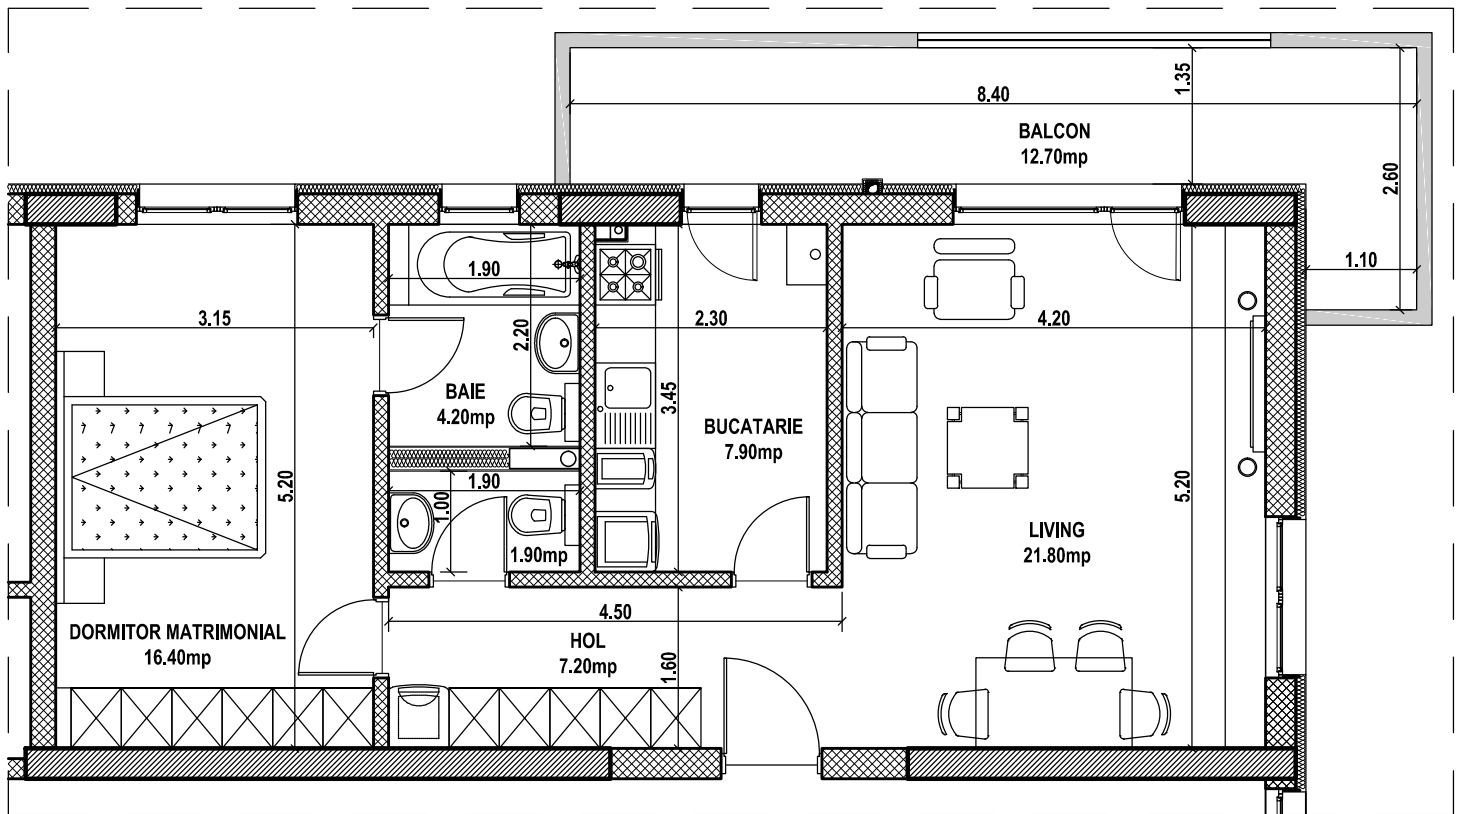 1.35
8.40
BALCON
12.70mp
2.60
1.10
1.90
3.15
2.20
2.30
4.20
BAIE
4.20mp
3.45
BUCATARIE
7.90mp
5.20
1.90
1.00
5.20
1.90mp
LIVING
21.80mp
4.50
DORMITOR MATRIMONIAL
16.40mp
HOL
7.20mp
1.60